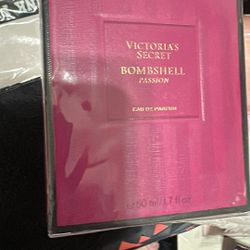 VICTORIA'S
SECRET
BOMBSHELL
PASSION
EAU DE PARFUM
e 50 ml/1.7 fl oz